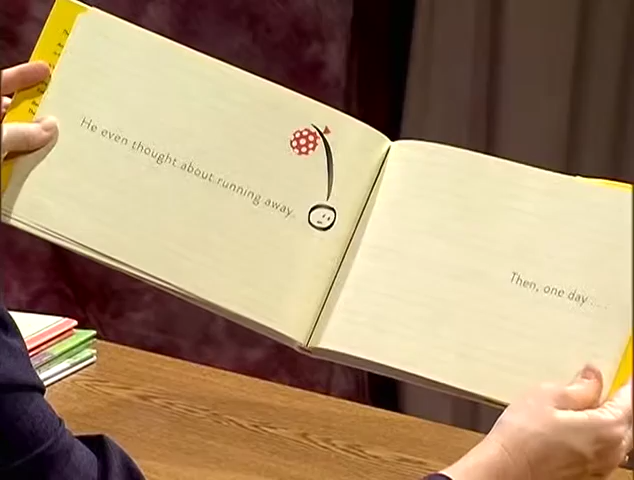 He even thought about running away.
Then, one day . . . .